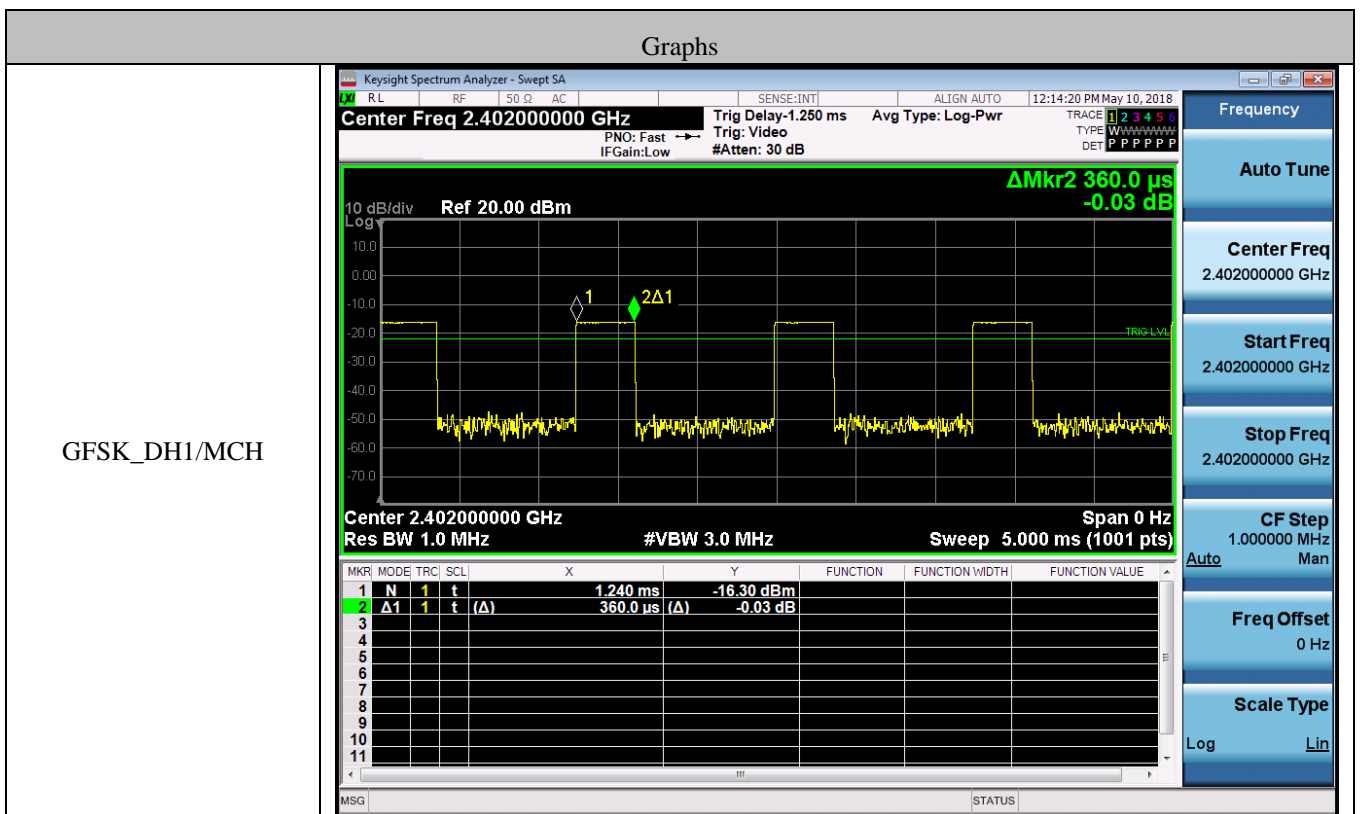 Graphs
GFSK_DH1/MCH
Keysight Spectrum Analyzer - Swept SA
LXI RL RF 50 Ω AC SENSE:INT ALIGN AUTO 12:14:20 PM May 10, 2018
Center Freq 2.402000000 GHz
PNO: Fast
IFGain:Low
Trig Delay-1.250 ms
Trig: Video
#Atten: 30 dB
Avg Type: Log-Pwr
TRACE 1 2 3 4 5 6
TYPE WWWWWW
DET P P P P P P
ΔMkr2 360.0 µs
-0.03 dB
10 dB/div Ref 20.00 dBm
Log
10.0
0.00
-10.0
-20.0
-30.0
-40.0
-50.0
-60.0
-70.0
1
2Δ1
TRIG LVL
Center 2.402000000 GHz Span 0 Hz
Res BW 1.0 MHz #VBW 3.0 MHz Sweep 5.000 ms (1001 pts)
MKR MODE TRC SCL X Y FUNCTION FUNCTION WIDTH FUNCTION VALUE
1 N 1 t 1.240 ms -16.30 dBm
2 Δ1 1 t (Δ) 360.0 µs (Δ) -0.03 dB
3
4
5
6
7
8
9
10
11
MSG STATUS
Frequency
Auto Tune
Center Freq
2.402000000 GHz
Start Freq
2.402000000 GHz
Stop Freq
2.402000000 GHz
CF Step
1.000000 MHz
Auto Man
Freq Offset
0 Hz
Scale Type
Log Lin